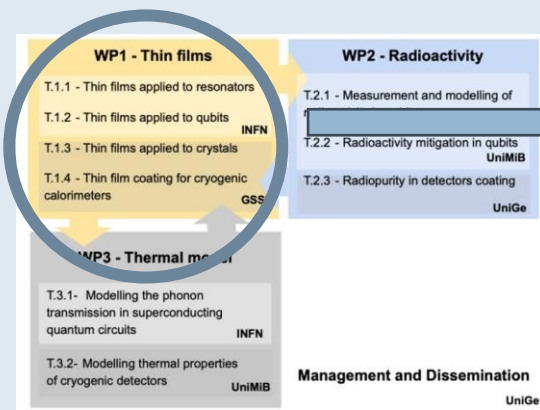 WP1 - Thin films
T.1.1 - Thin films applied to resonators
T.1.2 - Thin films applied to qubits
INFN
T.1.3 - Thin films applied to crystals
T.1.4 - Thin film coating for cryogenic
calorimeters
GSS
WP2 - Radioactivity
T.2.1 - Measurement and modelling of
T.2.2 - Radioactivity mitigation in qubits
UniMiB
T.2.3 - Radiopurity in detectors coating
UniGe
WP3 - Thermal model
T.3.1- Modelling the phonon
transmission in superconducting
quantum circuits
INFN
T.3.2- Modelling thermal properties
of cryogenic detectors
UniMiB
Management and Dissemination
UniGe